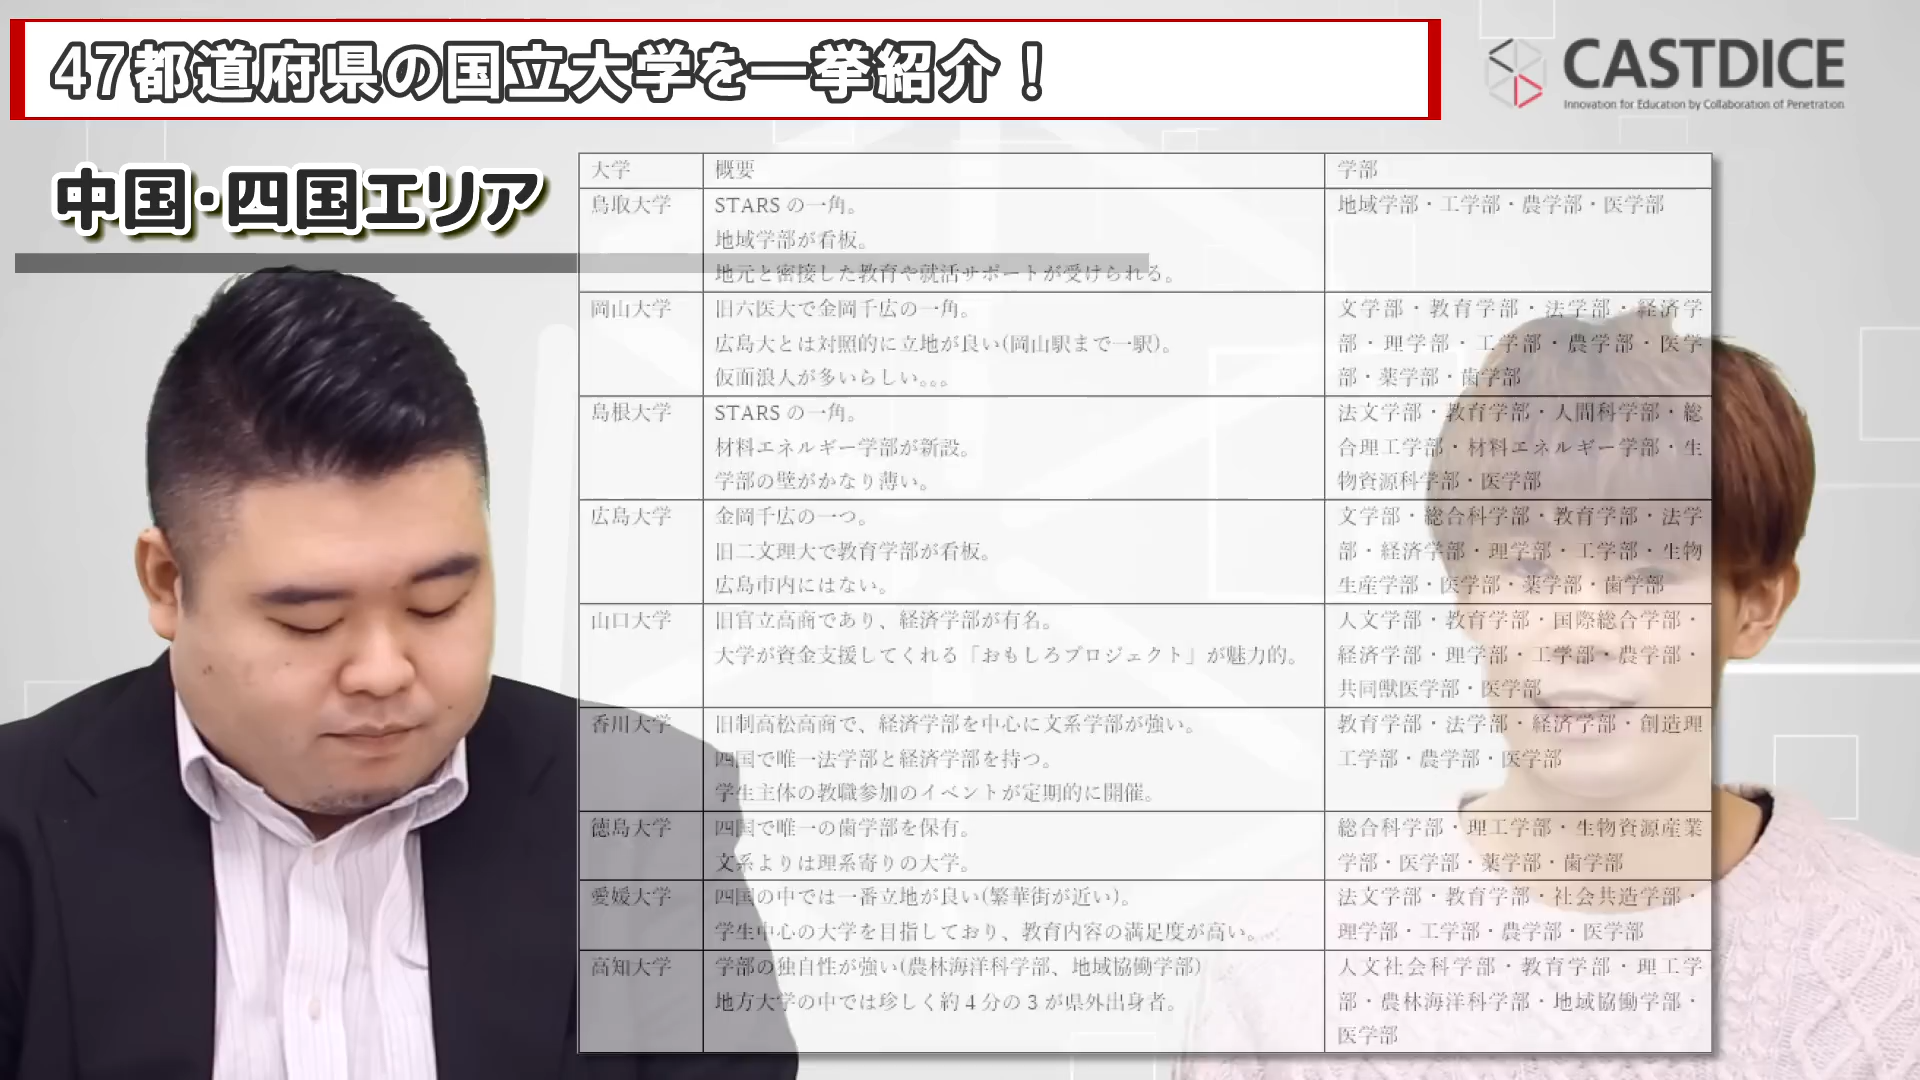 47都道府県の国立大学を一挙紹介！
CASTDICE
Innovation for Education by Collaboration of Penetration
中国・四国エリア
大学 概要 学部
鳥取大学 STARSの一角。 地域学部・工学部・農学部・医学部
地域学部が看板。
地元と密接した教育や就活サポートが受けられる。
岡山大学 旧六医大で金岡千広の一角。 文学部・教育学部・法学部・経済学
広島大とは対照的に立地が良い(岡山駅まで一駅)。 部・理学部・工学部・農学部・医学
仮面浪人が多いらしい。。。 部・薬学部・歯学部
島根大学 STARSの一角。 法文学部・教育学部・人間科学部・総
材料エネルギー学部が新設。 合理工学部・材料エネルギー学部・生
学部の壁がかなり薄い。 物資源科学部・医学部
広島大学 金岡千広の一つ。 文学部・総合科学部・教育学部・法学
旧二文理大で教育学部が看板。 部・経済学部・理学部・工学部・生物
広島市内にはない。 生産学部・医学部・薬学部・歯学部
山口大学 旧官立高商であり、経済学部が有名。 人文学部・教育学部・国際総合学部・
大学が資金支援してくれる「おもしろプロジェクト」が魅力的。 経済学部・理学部・工学部・農学部・
共同獣医学部・医学部
香川大学 旧制高松高商で、経済学部を中心に文系学部が強い。 教育学部・法学部・経済学部・創造理
四国で唯一法学部と経済学部を持つ。 工学部・農学部・医学部
学生主体の教職参加のイベントが定期的に開催。
徳島大学 四国で唯一の歯学部を保有。 総合科学部・理工学部・生物資源産業
文系よりは理系寄りの大学。 学部・医学部・薬学部・歯学部
愛媛大学 四国の中では一番立地が良い(繁華街が近い)。 法文学部・教育学部・社会共造学部・
学生中心の大学を目指しており、教育内容の満足度が高い。 理学部・工学部・農学部・医学部
高知大学 学部の独自性が強い(農林海洋科学部、地域協働学部) 人文社会科学部・教育学部・理工学
地方大学の中では珍しく約4分の3が県外出身者。 部・農林海洋科学部・地域協働学部・
医学部